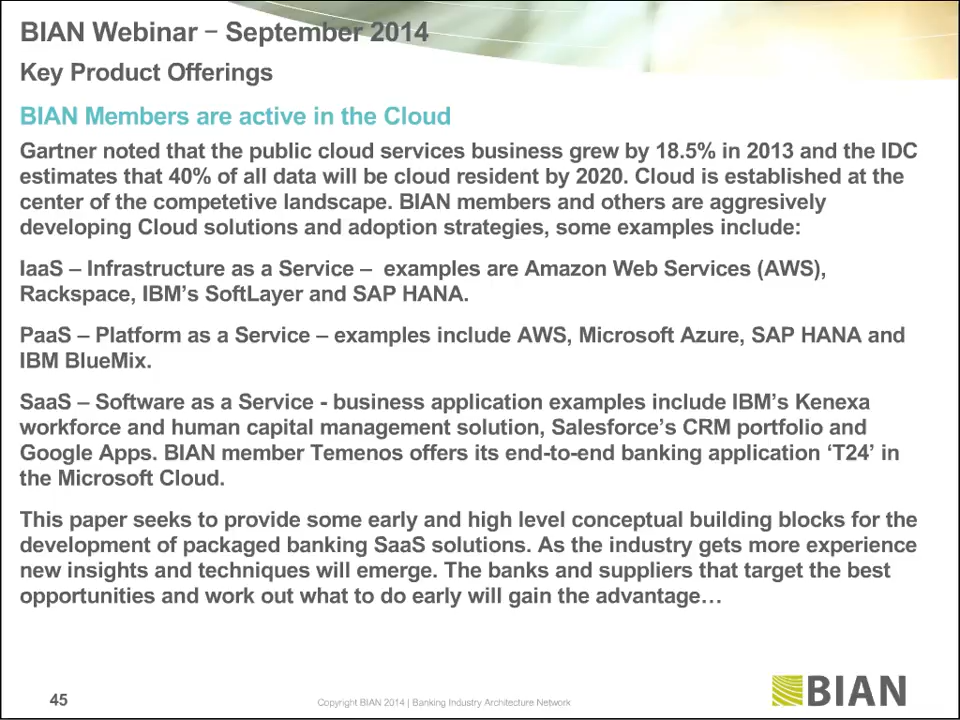 BIAN Webinar – September 2014
Key Product Offerings
BIAN Members are active in the Cloud
Gartner noted that the public cloud services business grew by 18.5% in 2013 and the IDC
estimates that 40% of all data will be cloud resident by 2020. Cloud is established at the
center of the competetive landscape. BIAN members and others are aggresively
developing Cloud solutions and adoption strategies, some examples include:
IaaS – Infrastructure as a Service –  examples are Amazon Web Services (AWS),
Rackspace, IBM’s SoftLayer and SAP HANA.
PaaS – Platform as a Service – examples include AWS, Microsoft Azure, SAP HANA and
IBM BlueMix.
SaaS – Software as a Service - business application examples include IBM’s Kenexa
workforce and human capital management solution, Salesforce’s CRM portfolio and
Google Apps. BIAN member Temenos offers its end-to-end banking application ‘T24’ in
the Microsoft Cloud.
This paper seeks to provide some early and high level conceptual building blocks for the
development of packaged banking SaaS solutions. As the industry gets more experience
new insights and techniques will emerge. The banks and suppliers that target the best
opportunities and work out what to do early will gain the advantage…
45
Copyright BIAN 2014 | Banking Industry Architecture Network
BIAN